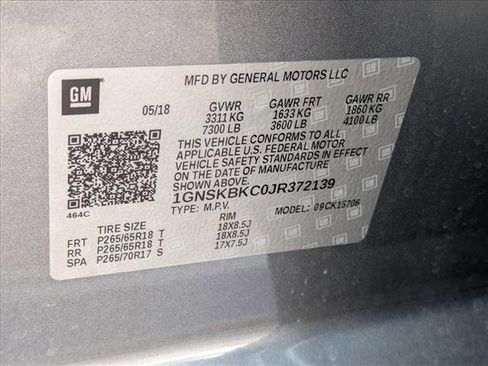 GM
MFD BY GENERAL MOTORS LLC
05/18 GVWR GAWR FRT GAWR RR
3311 KG 1633 KG 1860 KG
7300 LB 3600 LB 4100 LB
THIS VEHICLE CONFORMS TO ALL
APPLICABLE U.S. FEDERAL MOTOR
VEHICLE SAFETY STANDARDS IN EFFECT
ON THE DATE OF MANUFACTURE
SHOWN ABOVE.
1GNSKBKC0JR372139
TYPE: M.P.V. MODEL: 09CK15706
464C
TIRE SIZE RIM
FRT P265/65R18 T 18X8.5J
RR P265/65R18 T 18X8.5J
SPA P265/70R17 S 17X7.5J